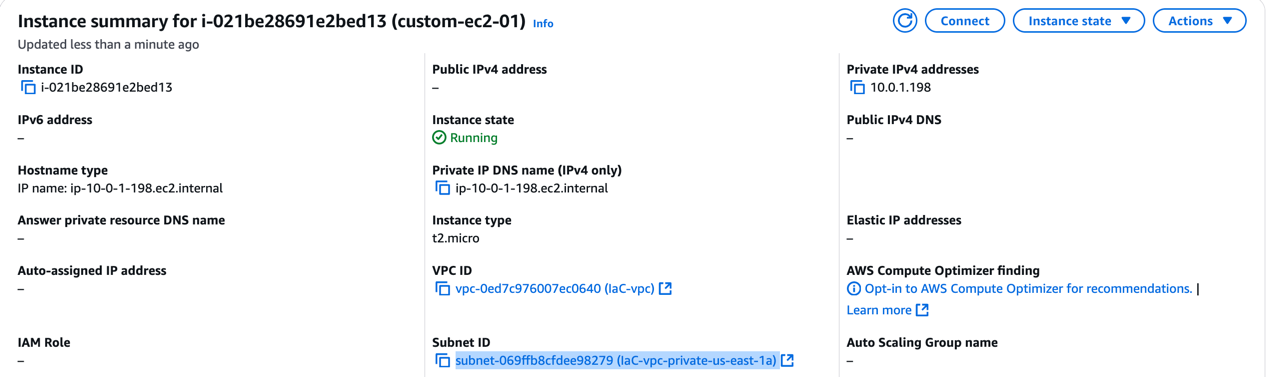 Instance summary for i-021be28691e2bed13 (custom-ec2-01) Info
Connect
Instance state
Actions
Updated less than a minute ago
Instance ID
i-021be28691e2bed13
Public IPv4 address
–
Private IPv4 addresses
10.0.1.198
IPv6 address
–
Instance state
Running
Public IPv4 DNS
–
Hostname type
IP name: ip-10-0-1-198.ec2.internal
Private IP DNS name (IPv4 only)
ip-10-0-1-198.ec2.internal
Answer private resource DNS name
–
Instance type
t2.micro
Elastic IP addresses
–
Auto-assigned IP address
–
VPC ID
vpc-0ed7c976007ec0640 (IaC-vpc)
AWS Compute Optimizer finding
Opt-in to AWS Compute Optimizer for recommendations. |
Learn more
IAM Role
–
Subnet ID
subnet-069ffb8cfdee98279 (IaC-vpc-private-us-east-1a)
Auto Scaling Group name
–